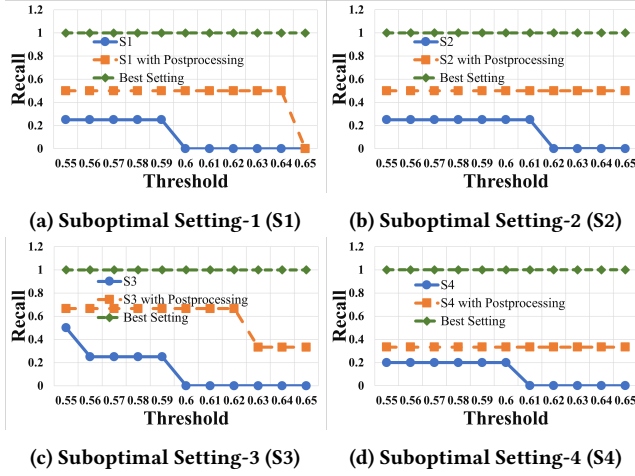 1.2
1
0.8
0.6
0.4
0.2
0
Recall
S1
S1 with Postprocessing
Best Setting
0.55 0.56 0.57 0.58 0.59 0.6 0.61 0.62 0.63 0.64 0.65
Threshold
(a) Suboptimal Setting-1 (S1)
1.2
1
0.8
0.6
0.4
0.2
0
Recall
S2
S2 with Postprocessing
Best Setting
0.55 0.56 0.57 0.58 0.59 0.6 0.61 0.62 0.63 0.64 0.65
Threshold
(b) Suboptimal Setting-2 (S2)
1.2
1
0.8
0.6
0.4
0.2
0
Recall
S3
S3 with Postprocessing
Best Setting
0.55 0.56 0.57 0.58 0.59 0.6 0.61 0.62 0.63 0.64 0.65
Threshold
(c) Suboptimal Setting-3 (S3)
1.2
1
0.8
0.6
0.4
0.2
0
Recall
S4
S4 with Postprocessing
Best Setting
0.55 0.56 0.57 0.58 0.59 0.6 0.61 0.62 0.63 0.64 0.65
Threshold
(d) Suboptimal Setting-4 (S4)